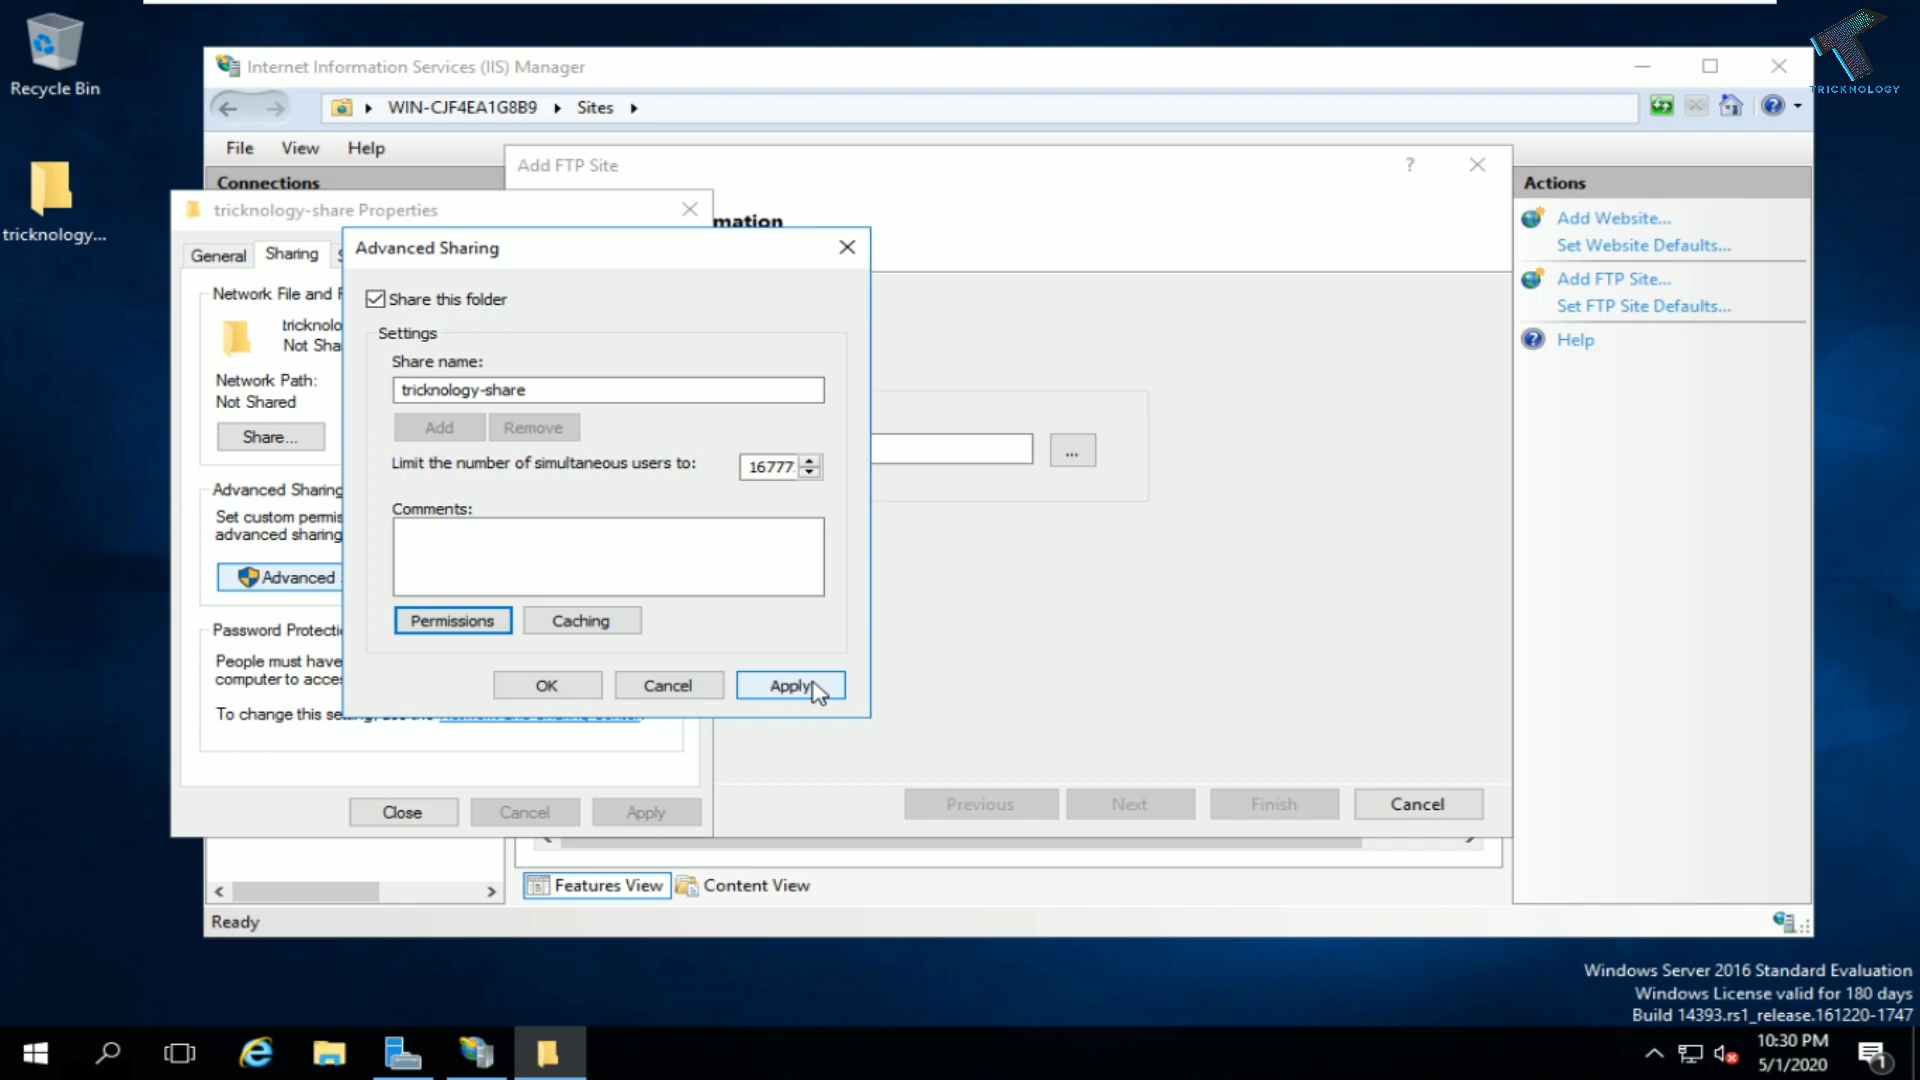 Recycle Bin
tricknology...
TRICKNOLOGY
Internet Information Services (IIS) Manager
WIN-CJF4EA1G8B9 Sites
File View Help
Connections
Add FTP Site
?
mation
...
Previous Next Finish Cancel
Actions
Add Website...
Set Website Defaults...
Add FTP Site...
Set FTP Site Defaults...
Help
tricknology-share Properties
General Sharing
Network File and
tricknolo
Not Sha
Network Path:
Not Shared
Share...
Advanced Sharing
Set custom permis
advanced sharing
Advanced
Password Protecti
People must have
computer to acce
To change this
Close Cancel Apply
Advanced Sharing
Share this folder
Settings
Share name:
tricknology-share
Add Remove
Limit the number of simultaneous users to: 16777
Comments:
Permissions Caching
OK Cancel Apply
Features View Content View
Ready
Windows Server 2016 Standard Evaluation
Windows License valid for 180 days
Build 14393.rs1_release.161220-1747
10:30 PM
5/1/2020
1